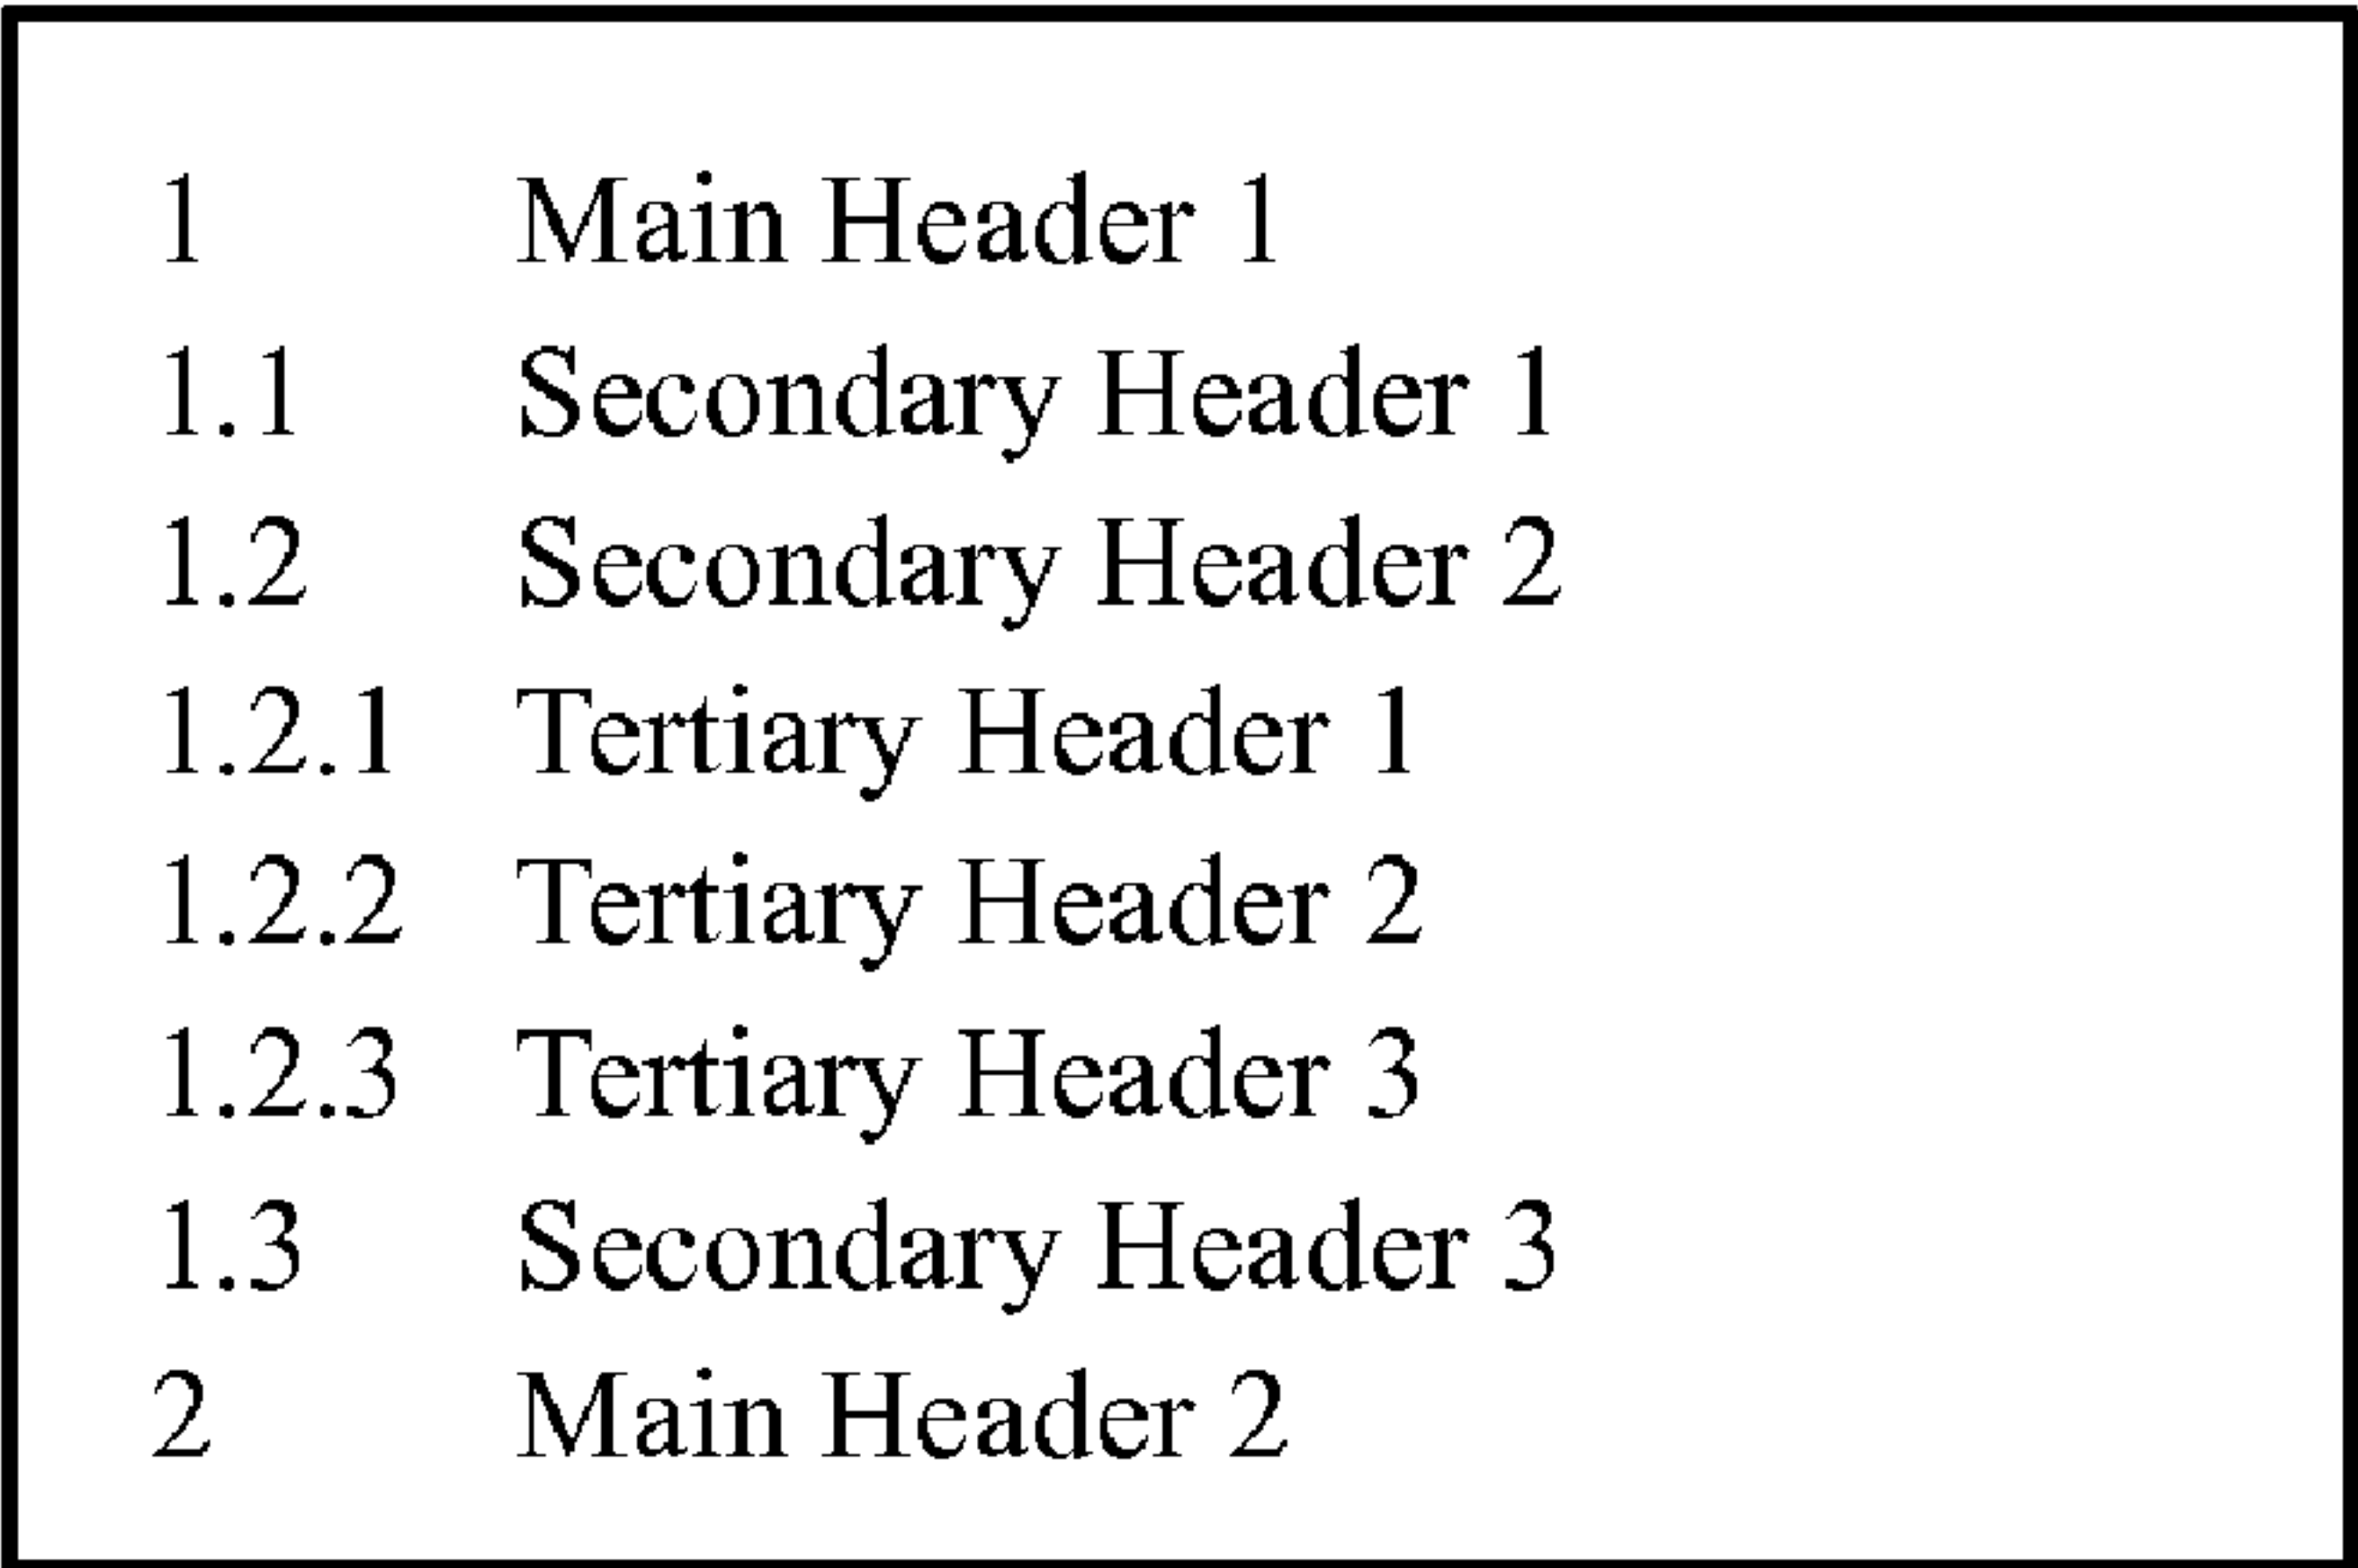 1 Main Header 1
1.1 Secondary Header 1
1.2 Secondary Header 2
1.2.1 Tertiary Header 1
1.2.2 Tertiary Header 2
1.2.3 Tertiary Header 3
1.3 Secondary Header 3
2 Main Header 2